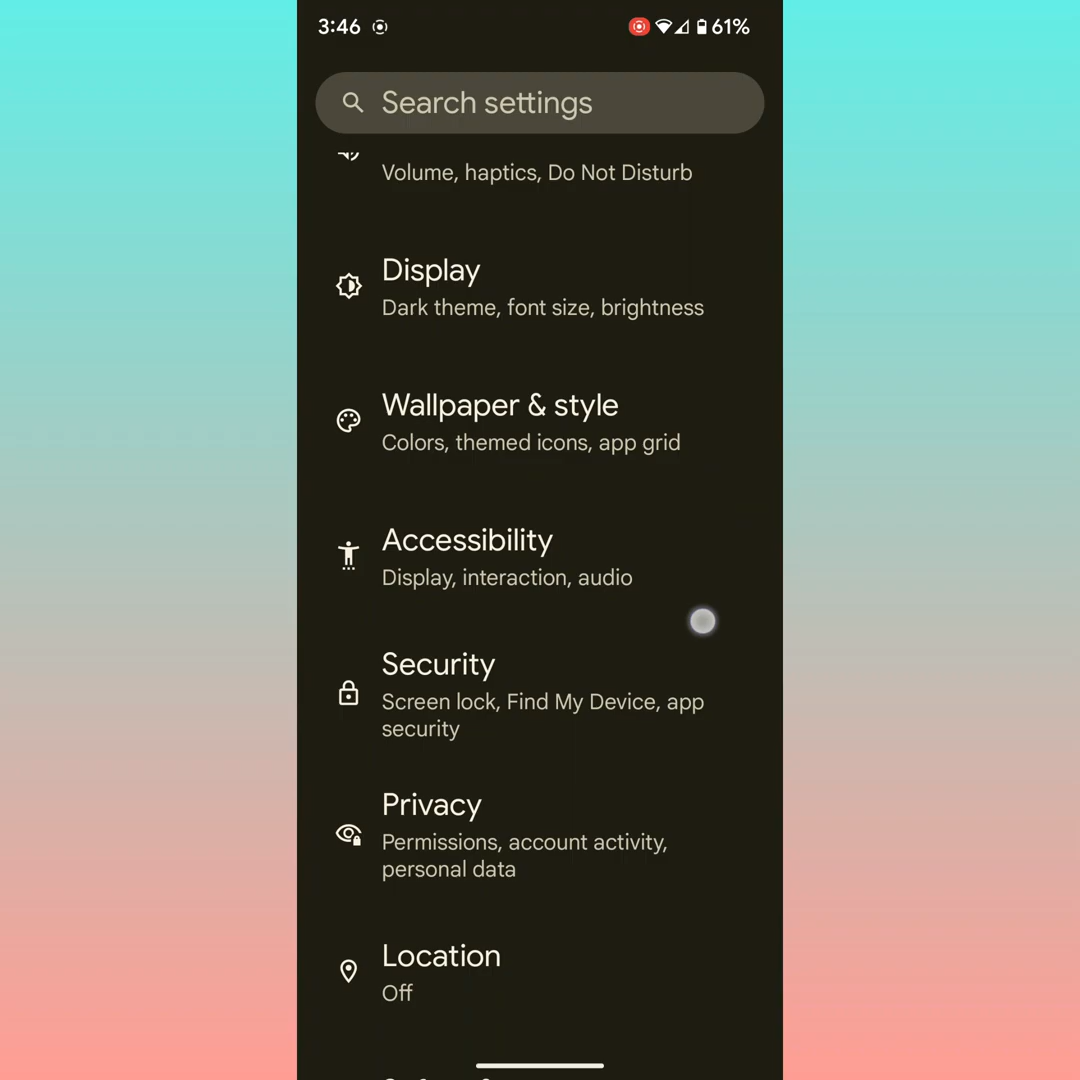 3:46 61%
Search settings
Volume, haptics, Do Not Disturb
Display
Dark theme, font size, brightness
Wallpaper & style
Colors, themed icons, app grid
Accessibility
Display, interaction, audio
Security
Screen lock, Find My Device, app
security
Privacy
Permissions, account activity,
personal data
Location
Off